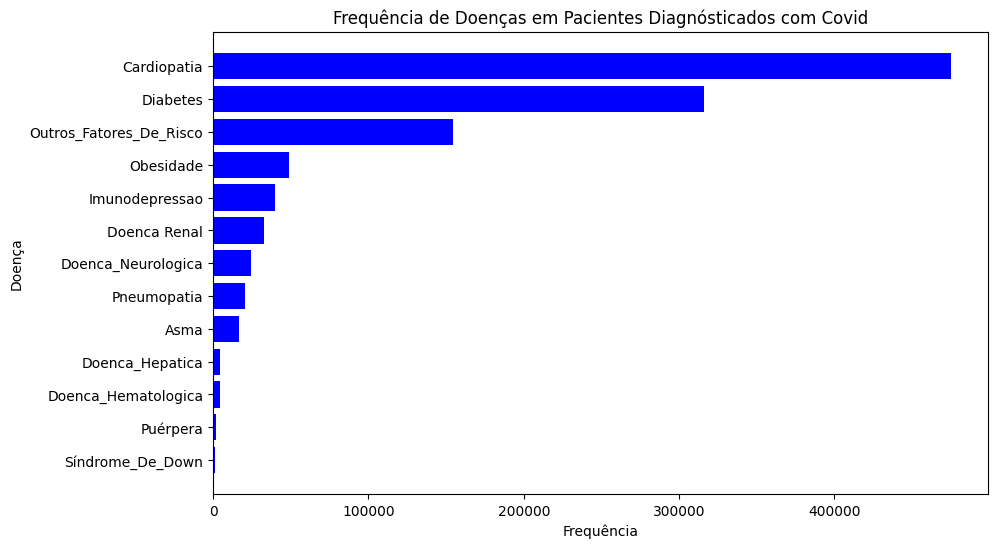 Frequência de Doenças em Pacientes Diagnósticados com Covid
Cardiopatia
Diabetes
Outros_Fatores_De_Risco
Obesidade
Imunodepressao
Doenca Renal
Doenca_Neurologica
Pneumopatia
Asma
Doenca_Hepatica
Doenca_Hematologica
Puérpera
Síndrome_De_Down
Doença
0 100000 200000 300000 400000
Frequência